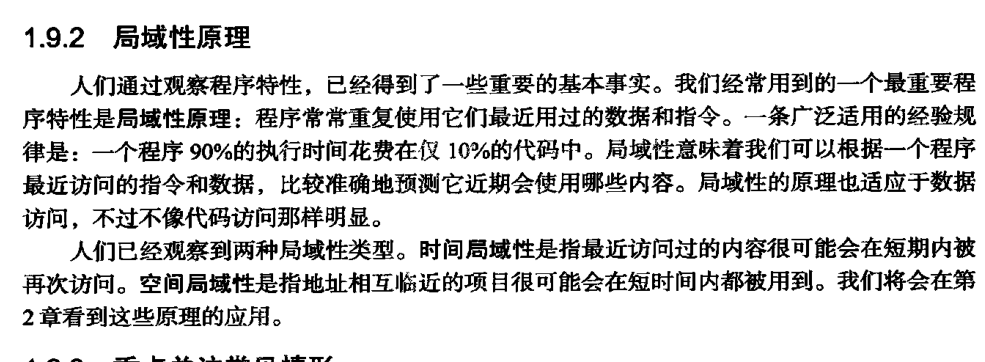 1.9.2 局域性原理
人们通过观察程序特性，已经得到了一些重要的基本事实。我们经常用到的一个最重要程
序特性是局域性原理：程序常常重复使用它们最近用过的数据和指令。一条广泛适用的经验规
律是：一个程序 90%的执行时间花费在仅 10%的代码中。局域性意味着我们可以根据一个程序
最近访问的指令和数据，比较准确地预测它近期会使用哪些内容。局域性的原理也适应于数据
访问，不过不像代码访问那样明显。
人们已经观察到两种局域性类型。时间局域性是指最近访问过的内容很可能会在短期内被
再次访问。空间局域性是指地址相互临近的项目很可能会在短时间内都被用到。我们将会在第
2 章看到这些原理的应用。